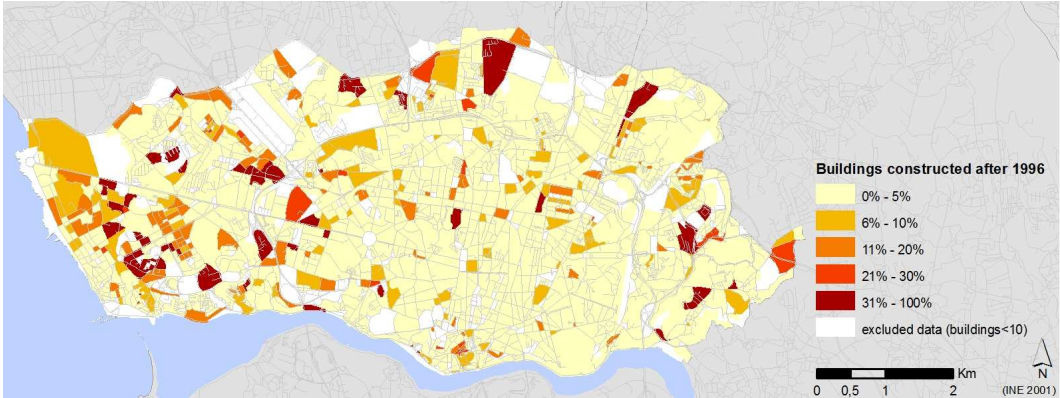 Buildings constructed after 1996
0% - 5%
6% - 10%
11% - 20%
21% - 30%
31% - 100%
excluded data (buildings<10)
Km
0 0,5 1 2
N
(INE 2001)